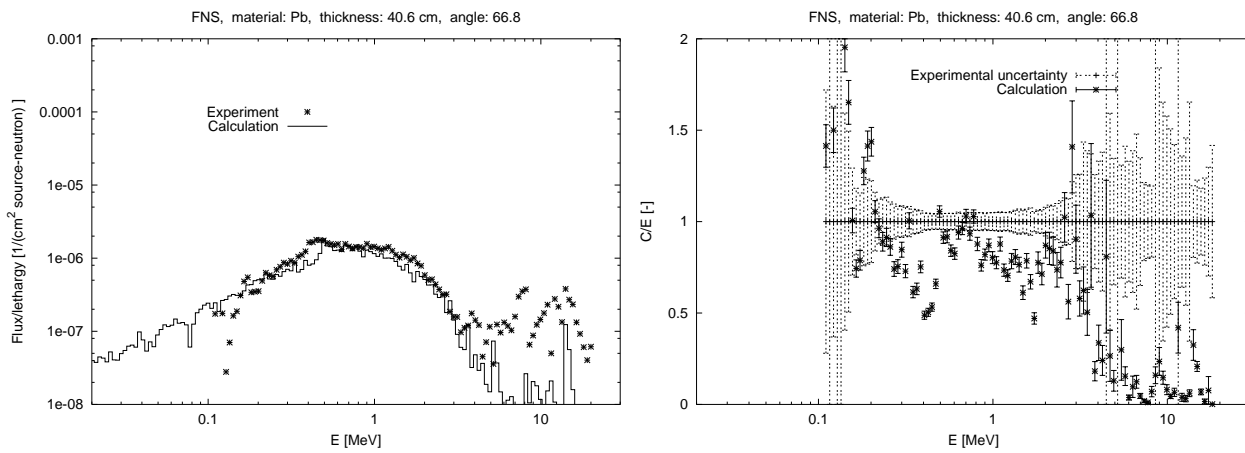 FNS, material: Pb, thickness: 40.6 cm, angle: 66.8
Flux/lethargy [1/(cm² source-neutron) ]
0.001
0.0001
1e-05
1e-06
1e-07
1e-08
Experiment
Calculation
0.1
1
10
E [MeV]
FNS, material: Pb, thickness: 40.6 cm, angle: 66.8
C/E [-]
2
1.5
1
0.5
0
Experimental uncertainty
Calculation
0.1
1
10
E [MeV]